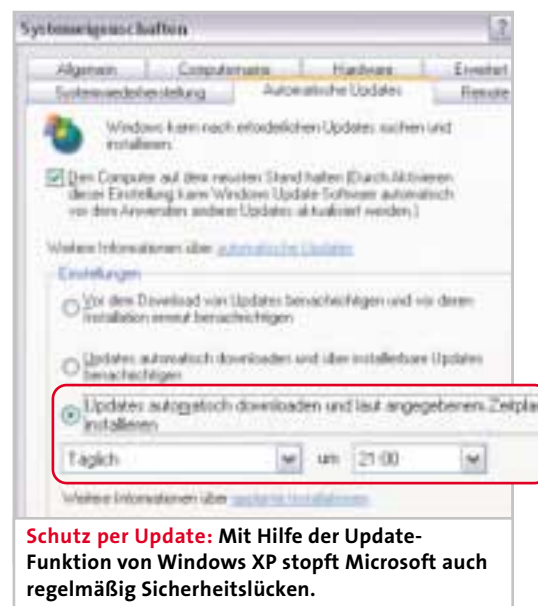 Systemeigenschaften
Allgemein Computername Hardware Erweitert
Systemwiederherstellung Automatische Updates Remote
Windows kann nach erforderlichen Updates suchen und
installieren.
Den Computer auf dem neusten Stand halten (Durch Aktivieren
dieser Einstellung kann Windows Update-Software automatisch
vor dem Anwenden anderer Updates aktualisiert werden.)
Weitere Informationen über automatische Updates
Einstellungen
Vor dem Download von Updates benachrichtigen und vor deren
Installation erneut benachrichtigen
Updates automatisch downloaden und über installierbare Updates
benachrichtigen
Updates automatisch downloaden und laut angegebenem Zeitplan
installieren
Täglich um 21:00
Weitere Informationen über geplante Installationen
Schutz per Update: Mit Hilfe der Update-
Funktion von Windows XP stopft Microsoft auch
regelmäßig Sicherheitslücken.